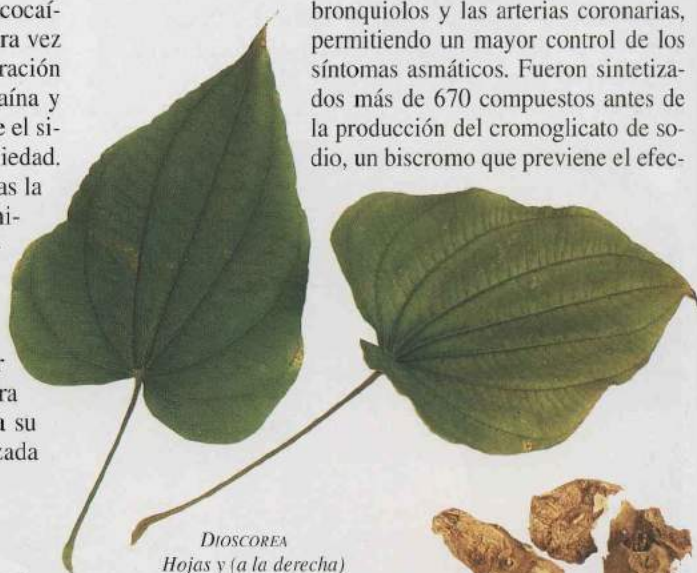 cocaí-
ra vez
ración
aína y
e el si-
iedad.
as la
ni-
r
ra
a su
zada
bronquiolos y las arterias coronarias,
permitiendo un mayor control de los
síntomas asmáticos. Fueron sintetiza-
dos más de 670 compuestos antes de
la producción del cromoglicato de so-
dio, un biscromo que previene el efec-
DIOSCOREA
Hojas y (a la derecha)